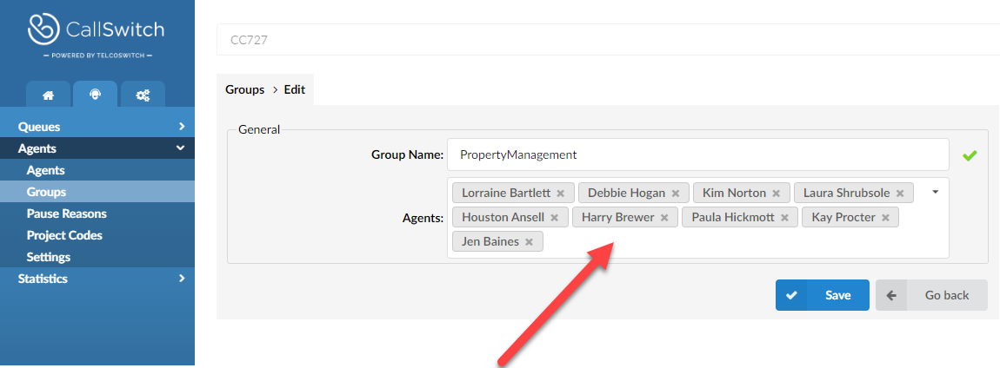 CallSwitch
— POWERED BY TELCOSWITCH —
Queues
Agents
Agents
Groups
Pause Reasons
Project Codes
Settings
Statistics
CC727
Groups > Edit
General
Group Name: PropertyManagement
Agents:
Lorraine Bartlett × Debbie Hogan × Kim Norton × Laura Shrubsole ×
Houston Ansell × Harry Brewer × Paula Hickmott × Kay Procter ×
Jen Baines ×
Save Go back